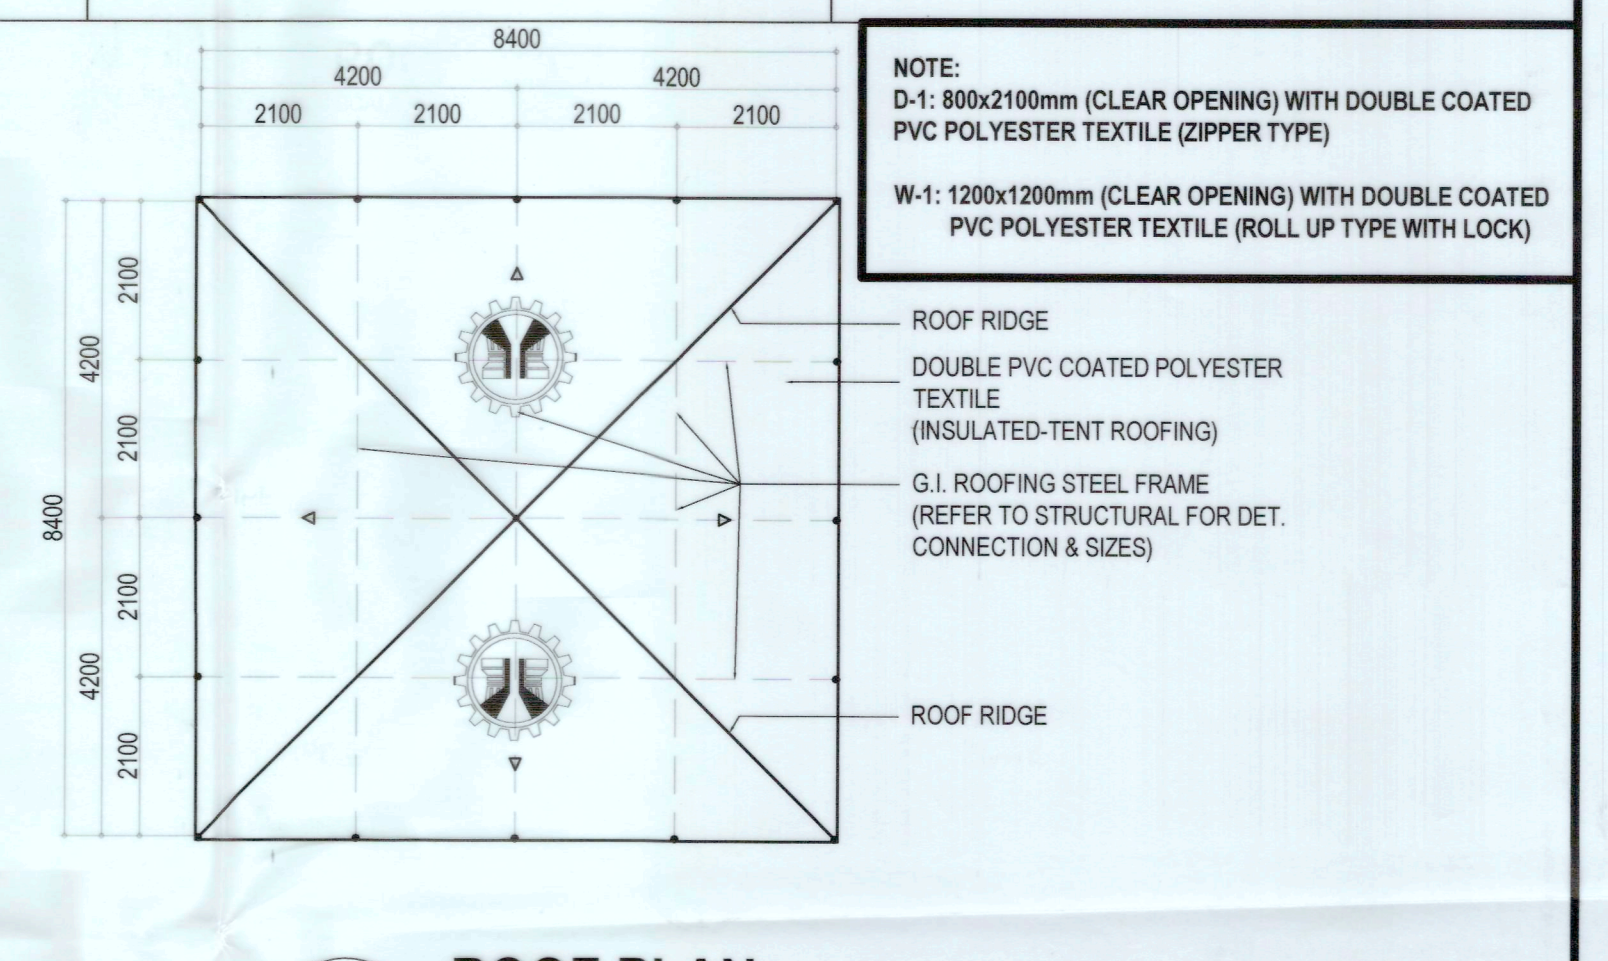 8400
4200 4200
2100 2100 2100 2100
NOTE:
D-1: 800x2100mm (CLEAR OPENING) WITH DOUBLE COATED
PVC POLYESTER TEXTILE (ZIPPER TYPE)
W-1: 1200x1200mm (CLEAR OPENING) WITH DOUBLE COATED
PVC POLYESTER TEXTILE (ROLL UP TYPE WITH LOCK)
8400
4200
4200
2100
2100
2100
2100
ROOF RIDGE
DOUBLE PVC COATED POLYESTER
TEXTILE
(INSULATED-TENT ROOFING)
G.I. ROOFING STEEL FRAME
(REFER TO STRUCTURAL FOR DET.
CONNECTION & SIZES)
ROOF RIDGE
ROOF PLAN